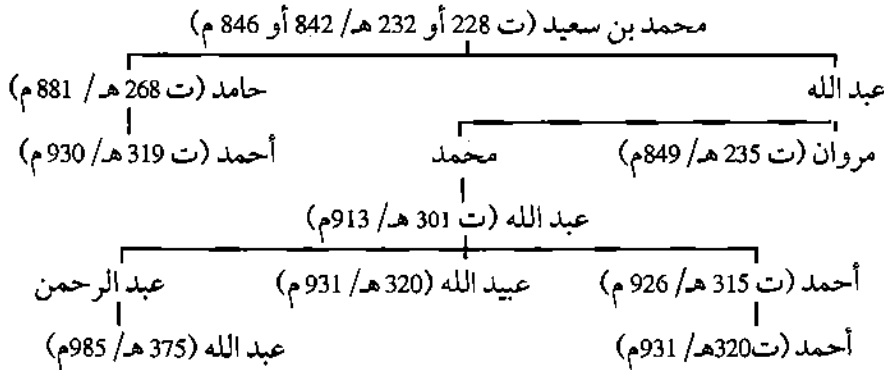 محمد بن سعيد (ت 228 أو 232 هـ/ 842 أو 846 م)
عبد الله
حامد (ت 268 هـ/ 881 م)
مروان (ت 235 هـ/ 849م)
محمد
أحمد (ت 319 هـ/ 930 م)
عبد الله (ت 301 هـ/ 913م)
أحمد (ت 315 هـ/ 926 م)
عبيد الله (320 هـ/ 931 م)
عبد الرحمن
أحمد (ت320هـ/ 931م)
عبد الله (375 هـ/ 985م)